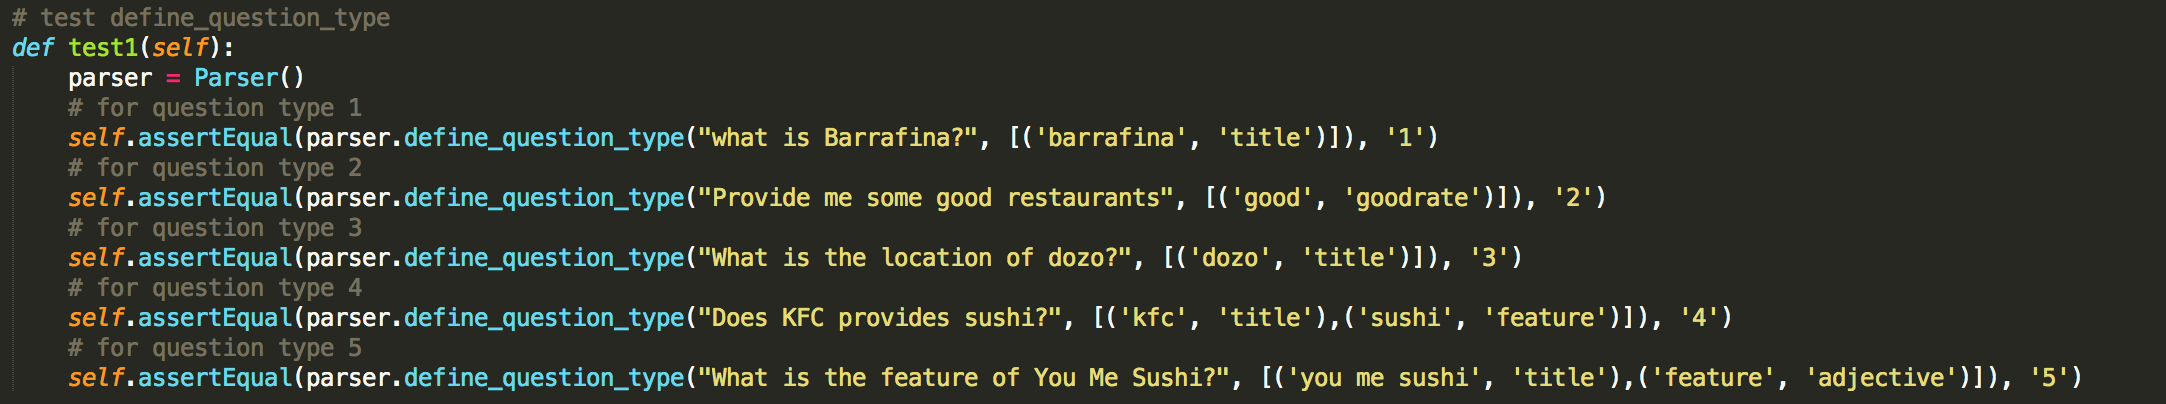 # test define_question_type
def test1(self):
    parser = Parser()
    # for question type 1
    self.assertEqual(parser.define_question_type("what is Barrafina?", [('barrafina', 'title')]), '1')
    # for question type 2
    self.assertEqual(parser.define_question_type("Provide me some good restaurants", [('good', 'goodrate')]), '2')
    # for question type 3
    self.assertEqual(parser.define_question_type("What is the location of dozo?", [('dozo', 'title')]), '3')
    # for question type 4
    self.assertEqual(parser.define_question_type("Does KFC provides sushi?", [('kfc', 'title'),('sushi', 'feature')]), '4')
    # for question type 5
    self.assertEqual(parser.define_question_type("What is the feature of You Me Sushi?", [('you me sushi', 'title'),('feature', 'adjective')]), '5')